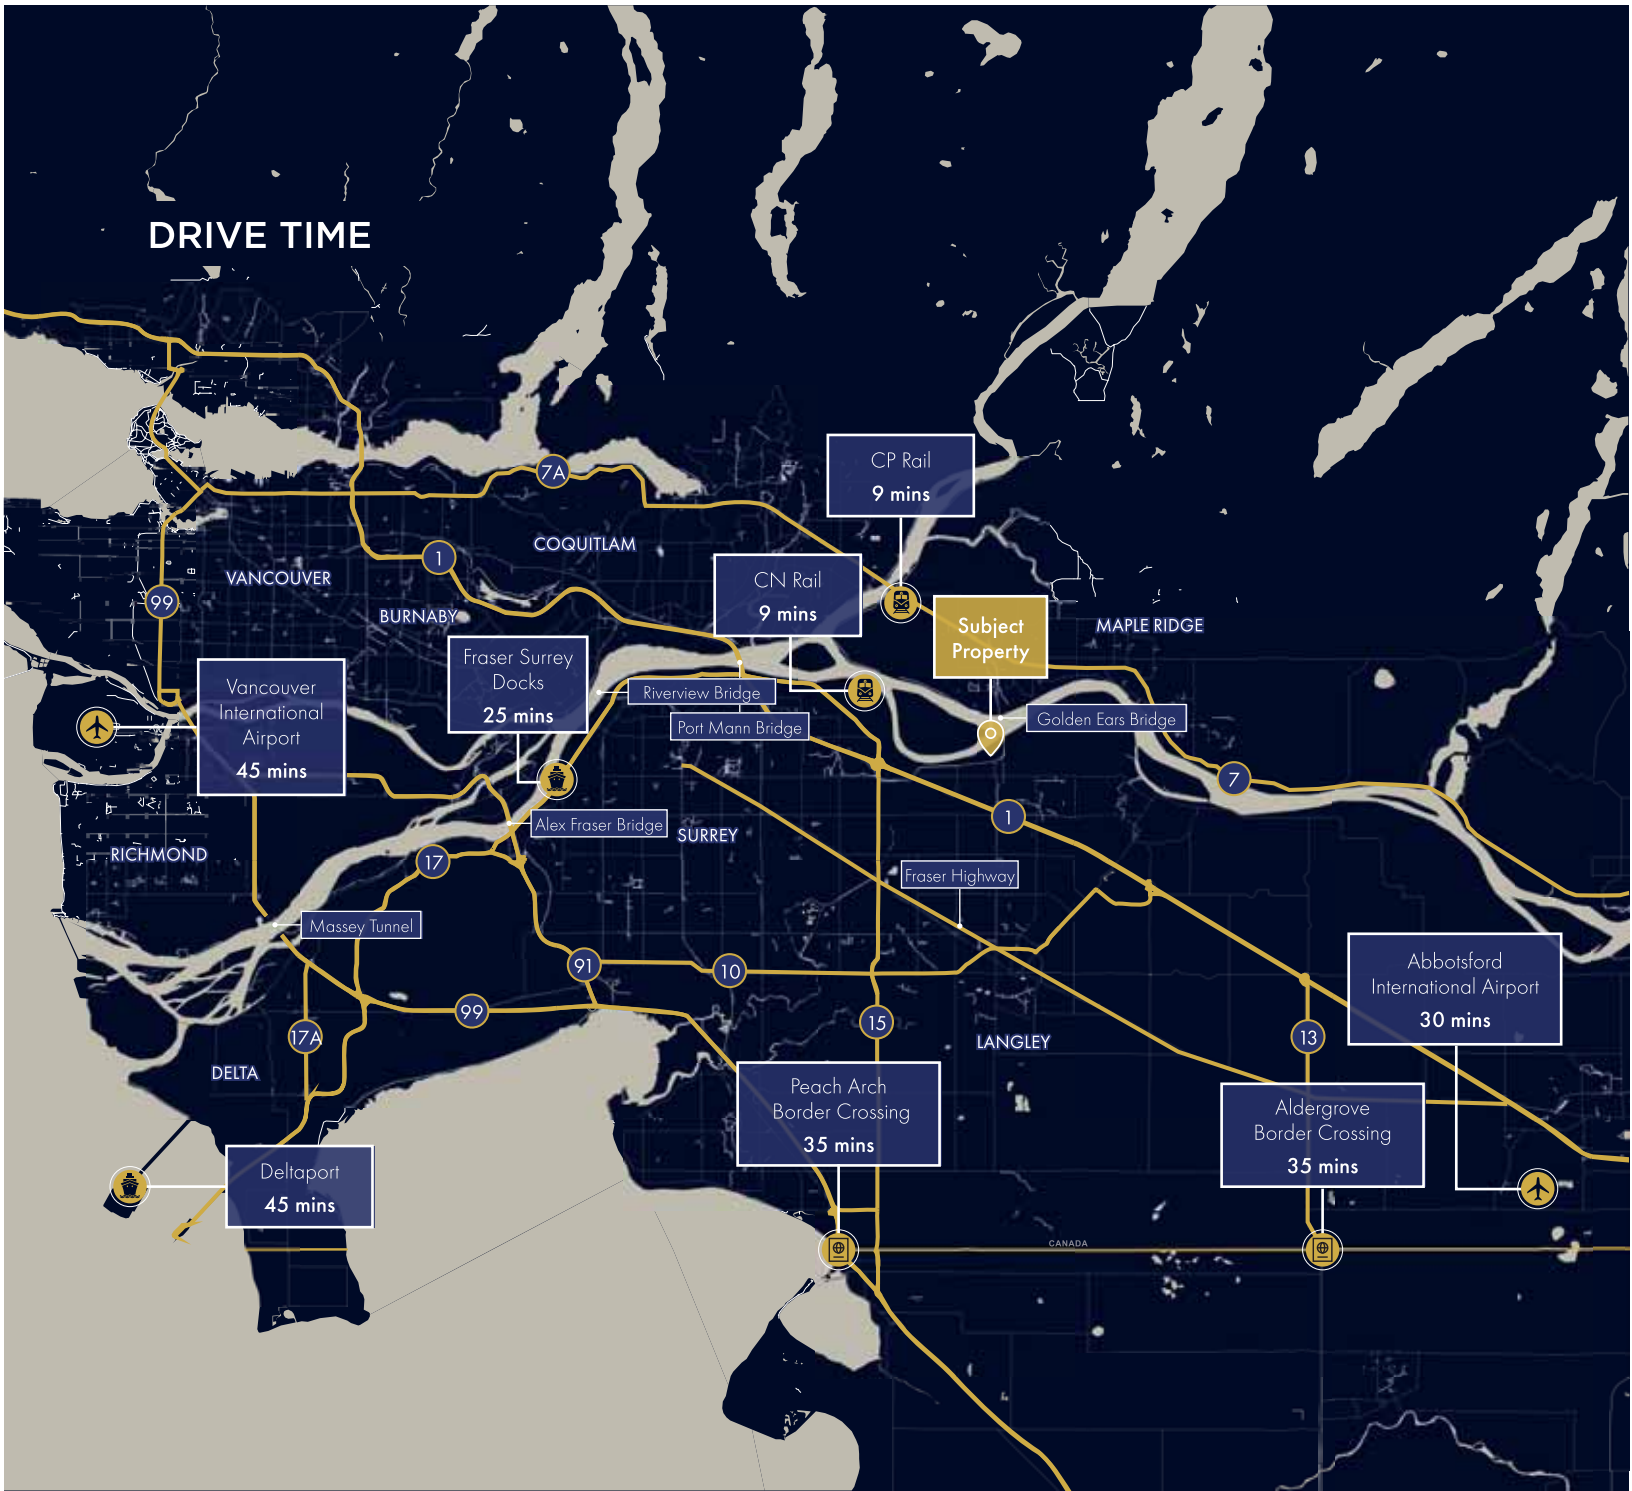 DRIVE TIME
CP Rail
9 mins
7A
COQUITLAM
1
CN Rail
9 mins
VANCOUVER
99
BURNABY
Subject
Property
MAPLE RIDGE
Fraser Surrey
Docks
25 mins
Vancouver
International
Airport
45 mins
Riverview Bridge
Port Mann Bridge
Golden Ears Bridge
7
1
Alex Fraser Bridge
SURREY
RICHMOND
17
Fraser Highway
Massey Tunnel
91
10
Abbotsford
International Airport
30 mins
99
15
17A
13
LANGLEY
DELTA
Peach Arch
Border Crossing
35 mins
Aldergrove
Border Crossing
35 mins
Deltaport
45 mins
CANADA